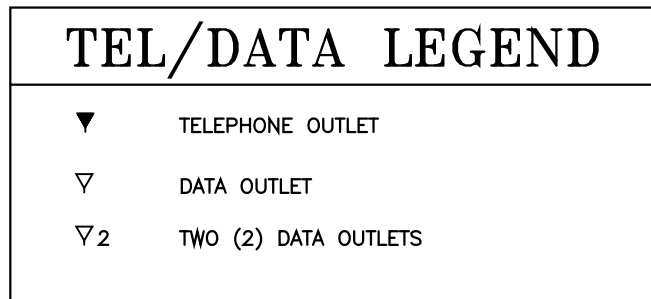 TEL/DATA LEGEND
TELEPHONE OUTLET
DATA OUTLET
2 TWO (2) DATA OUTLETS